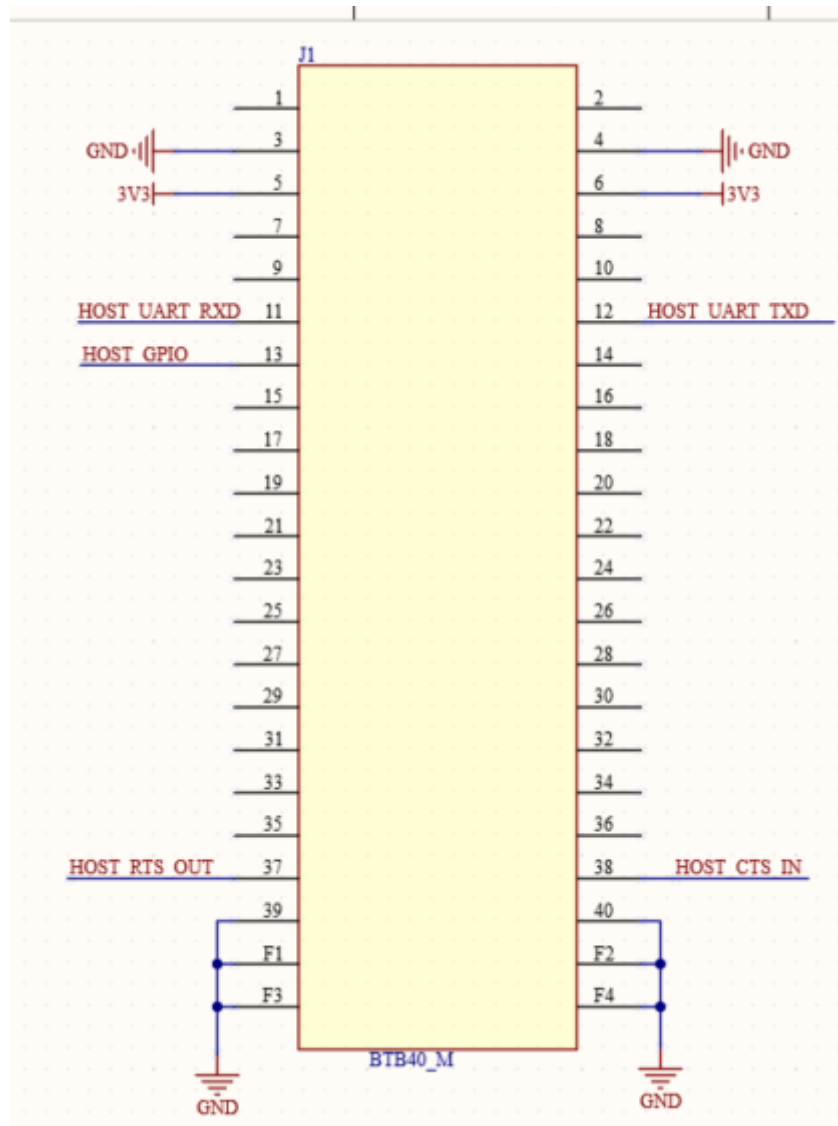 J1
1 2
GND 3 4 GND
3V3 5 6 3V3
7 8
9 10
HOST_UART_RXD 11 12 HOST_UART_TXD
HOST_GPIO 13 14
15 16
17 18
19 20
21 22
23 24
25 26
27 28
29 30
31 32
33 34
35 36
HOST_RTS_OUT 37 38 HOST_CTS_IN
39 40
F1 F2
F3 F4
BTB40_M
GND GND